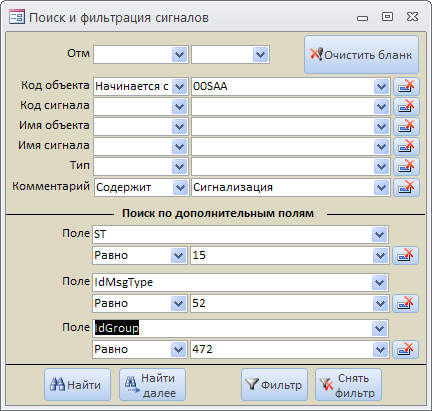 Поиск и фильтрация сигналов
Отм
Очистить бланк
Код объекта Начинается с 00SAA
Код сигнала
Имя объекта
Имя сигнала
Тип
Комментарий Содержит Сигнализация
Поиск по дополнительным полям
Поле ST
Равно 15
Поле IdMsgType
Равно 52
Поле IdGroup
Равно 472
Найти Найти далее Фильтр Снять фильтр